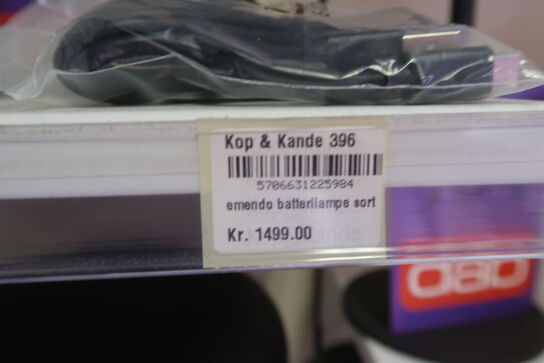 Kop & Kande 396
5706631225984
emendo batterilampe sort
Kr. 1499.00